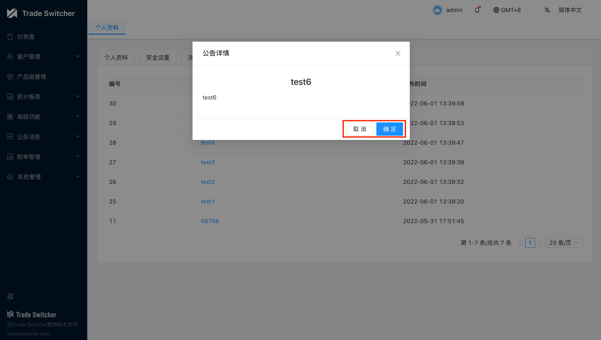 Trade Switcher
admin
GMT+8
简体中文
个人资料
仪表盘
客户管理
产品组管理
统计报表
高级功能
公告消息
射单管理
系统管理
个人资料
安全设置
公告详情
test6
test6
取 消
确 定
编号
作时间
30
2022-06-01 13:39:59
29
2022-06-01 13:39:53
28
test4
2022-06-01 13:39:47
27
test3
2022-06-01 13:39:39
26
test2
2022-06-01 13:39:32
25
test1
2022-06-01 13:39:20
11
56756
2022-05-31 17:51:45
第 1-7 条/总共 7 条
1
20 条/页
Trade Switcher
由Trade Switcher提供技术支持
tradeswitcher.com